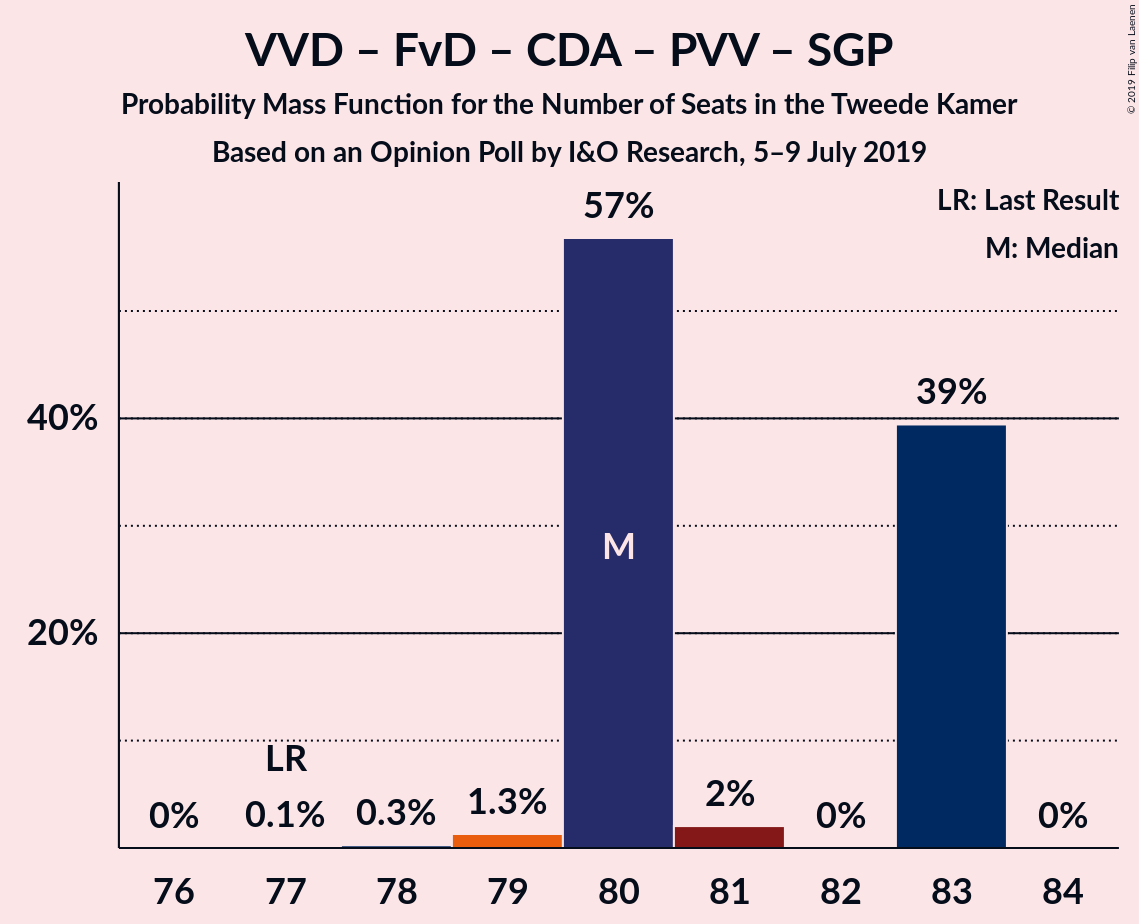 VVD – FvD – CDA – PVV – SGP
Probability Mass Function for the Number of Seats in the Tweede Kamer
Based on an Opinion Poll by I&O Research, 5–9 July 2019
© 2019 Filip van Laenen
LR: Last Result
M: Median
57%
39%
40%
M
20%
LR
0% 0.1% 0.3% 1.3% 2% 0% 0%
76 77 78 79 80 81 82 83 84